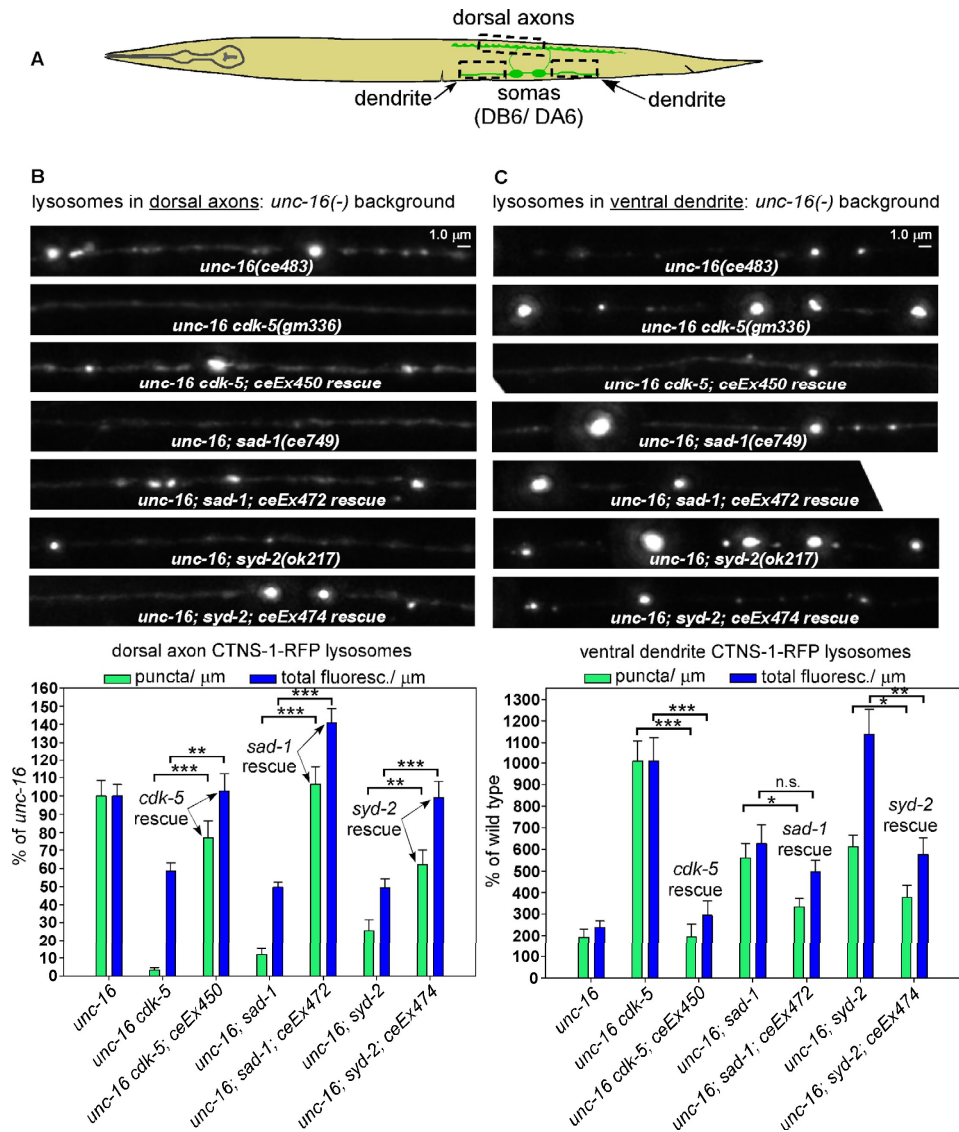 A
dorsal axons
dendrite
somas
(DB6/ DA6)
dendrite
B
lysosomes in dorsal axons: unc-16(-) background
1.0 µm
unc-16(ce483)
unc-16 cdk-5(gm336)
unc-16 cdk-5; ceEx450 rescue
unc-16; sad-1(ce749)
unc-16; sad-1; ceEx472 rescue
unc-16; syd-2(ok217)
unc-16; syd-2; ceEx474 rescue
dorsal axon CTNS-1-RFP lysosomes
puncta/ µm
total fluoresc./ µm
% of unc-16
160
150
140
130
120
110
100
90
80
70
60
50
40
30
20
10
0
***
**
cdk-5
rescue
***
***
sad-1
rescue
***
**
syd-2
rescue
unc-16
unc-16 cdk-5
unc-16 cdk-5; ceEx450
unc-16; sad-1
unc-16; sad-1; ceEx472
unc-16; syd-2
unc-16; syd-2; ceEx474
C
lysosomes in ventral dendrite: unc-16(-) background
1.0 µm
unc-16(ce483)
unc-16 cdk-5(gm336)
unc-16 cdk-5; ceEx450 rescue
unc-16; sad-1(ce749)
unc-16; sad-1; ceEx472 rescue
unc-16; syd-2(ok217)
unc-16; syd-2; ceEx474 rescue
ventral dendrite CTNS-1-RFP lysosomes
puncta/ µm
total fluoresc./ µm
% of wild type
1300
1200
1100
1000
900
800
700
600
500
400
300
200
100
0
***
***
cdk-5
rescue
n.s.
*
sad-1
rescue
**
*
syd-2
rescue
unc-16
unc-16 cdk-5
unc-16 cdk-5; ceEx450
unc-16; sad-1
unc-16; sad-1; ceEx472
unc-16; syd-2
unc-16; syd-2; ceEx474